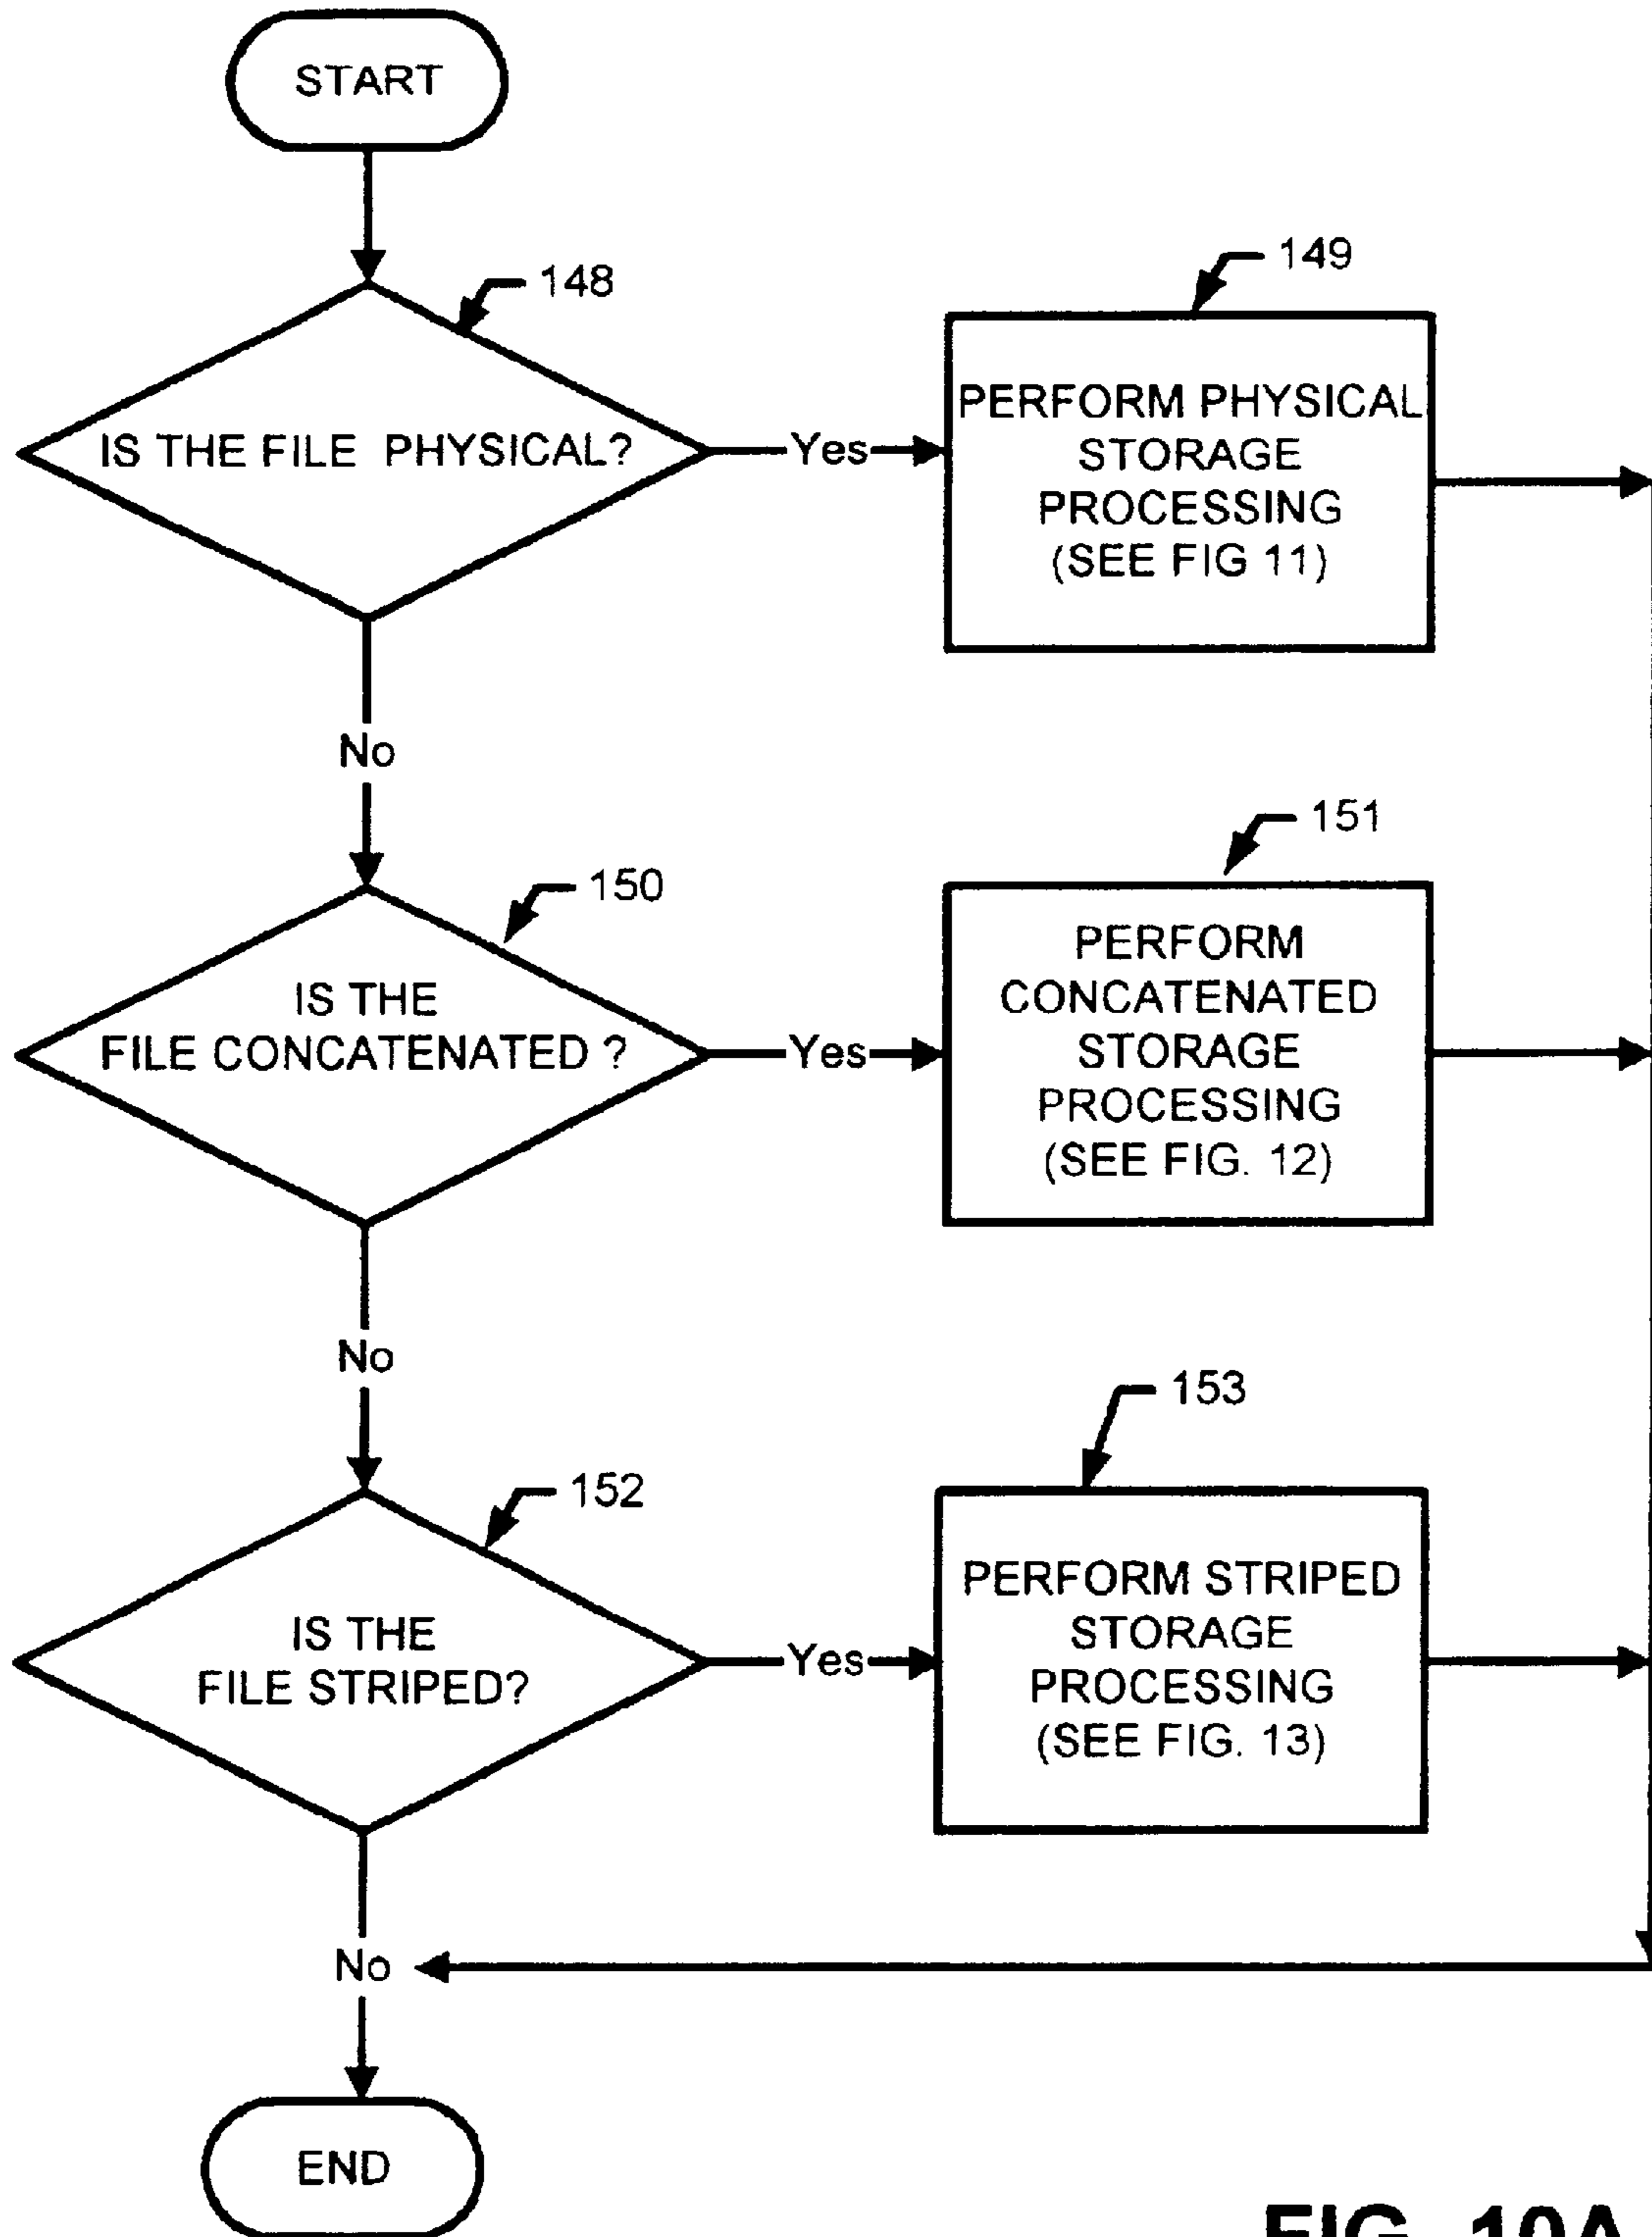 START
148
IS THE FILE PHYSICAL?
Yes
149
PERFORM PHYSICAL
STORAGE
PROCESSING
(SEE FIG 11)
No
150
IS THE
FILE CONCATENATED ?
Yes
151
PERFORM
CONCATENATED
STORAGE
PROCESSING
(SEE FIG. 12)
No
152
IS THE
FILE STRIPED?
Yes
153
PERFORM STRIPED
STORAGE
PROCESSING
(SEE FIG. 13)
No
END
FIG. 10A